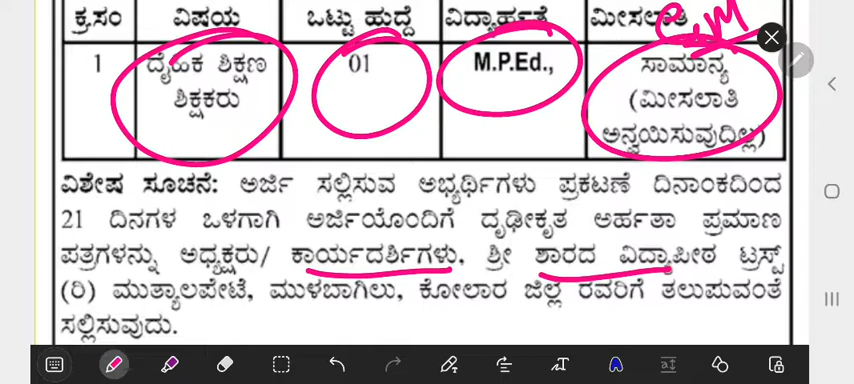 ಕ್ರ.ಸಂ ವಿಷಯ ಒಟ್ಟು ಹುದ್ದೆ ವಿದ್ಯಾರ್ಹತೆ ಮೀಸಲಾತಿ
1 ದೈಹಿಕ ಶಿಕ್ಷಣ 01 M.P.Ed., ಸಾಮಾನ್ಯ
ಶಿಕ್ಷಕರು (ಮೀಸಲಾತಿ
ಅನ್ವಯಿಸುವುದಿಲ್ಲ)
ವಿಶೇಷ ಸೂಚನೆ: ಅರ್ಜಿ ಸಲ್ಲಿಸುವ ಅಭ್ಯರ್ಥಿಗಳು ಪ್ರಕಟಣೆ ದಿನಾಂಕದಿಂದ
21 ದಿನಗಳ ಒಳಗಾಗಿ ಅರ್ಜಿಯೊಂದಿಗೆ ದೃಢೀಕೃತ ಅರ್ಹತಾ ಪ್ರಮಾಣ
ಪತ್ರಗಳನ್ನು ಅಧ್ಯಕ್ಷರು/ ಕಾರ್ಯದರ್ಶಿಗಳು, ಶ್ರೀ ಶಾರದ ವಿದ್ಯಾಪೀಠ ಟ್ರಸ್ಟ್
(ರಿ) ಮುತ್ಯಾಲಪೇಟೆ, ಮುಳಬಾಗಿಲು, ಕೋಲಾರ ಜಿಲ್ಲೆ ರವರಿಗೆ ತಲುಪುವಂತೆ
ಸಲ್ಲಿಸುವುದು.